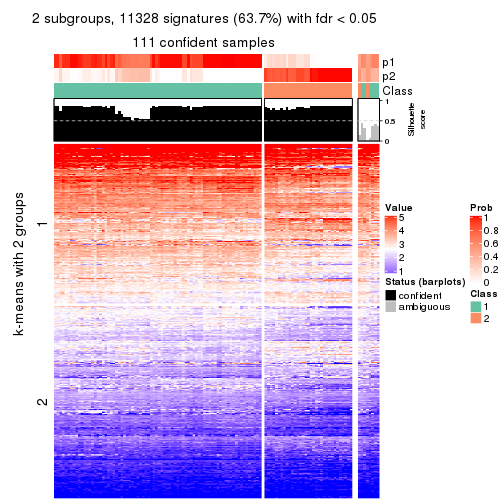 2 subgroups, 11328 signatures (63.7%) with fdr < 0.05
111 confident samples
p1
p2
Class
1
0.5
0
Silhouette
score
k-means with 2 groups
1
2
Value
5
4
3
2
1
Status (barplots)
confident
ambiguous
Prob
1
0.8
0.6
0.4
0.2
0
Class
1
2